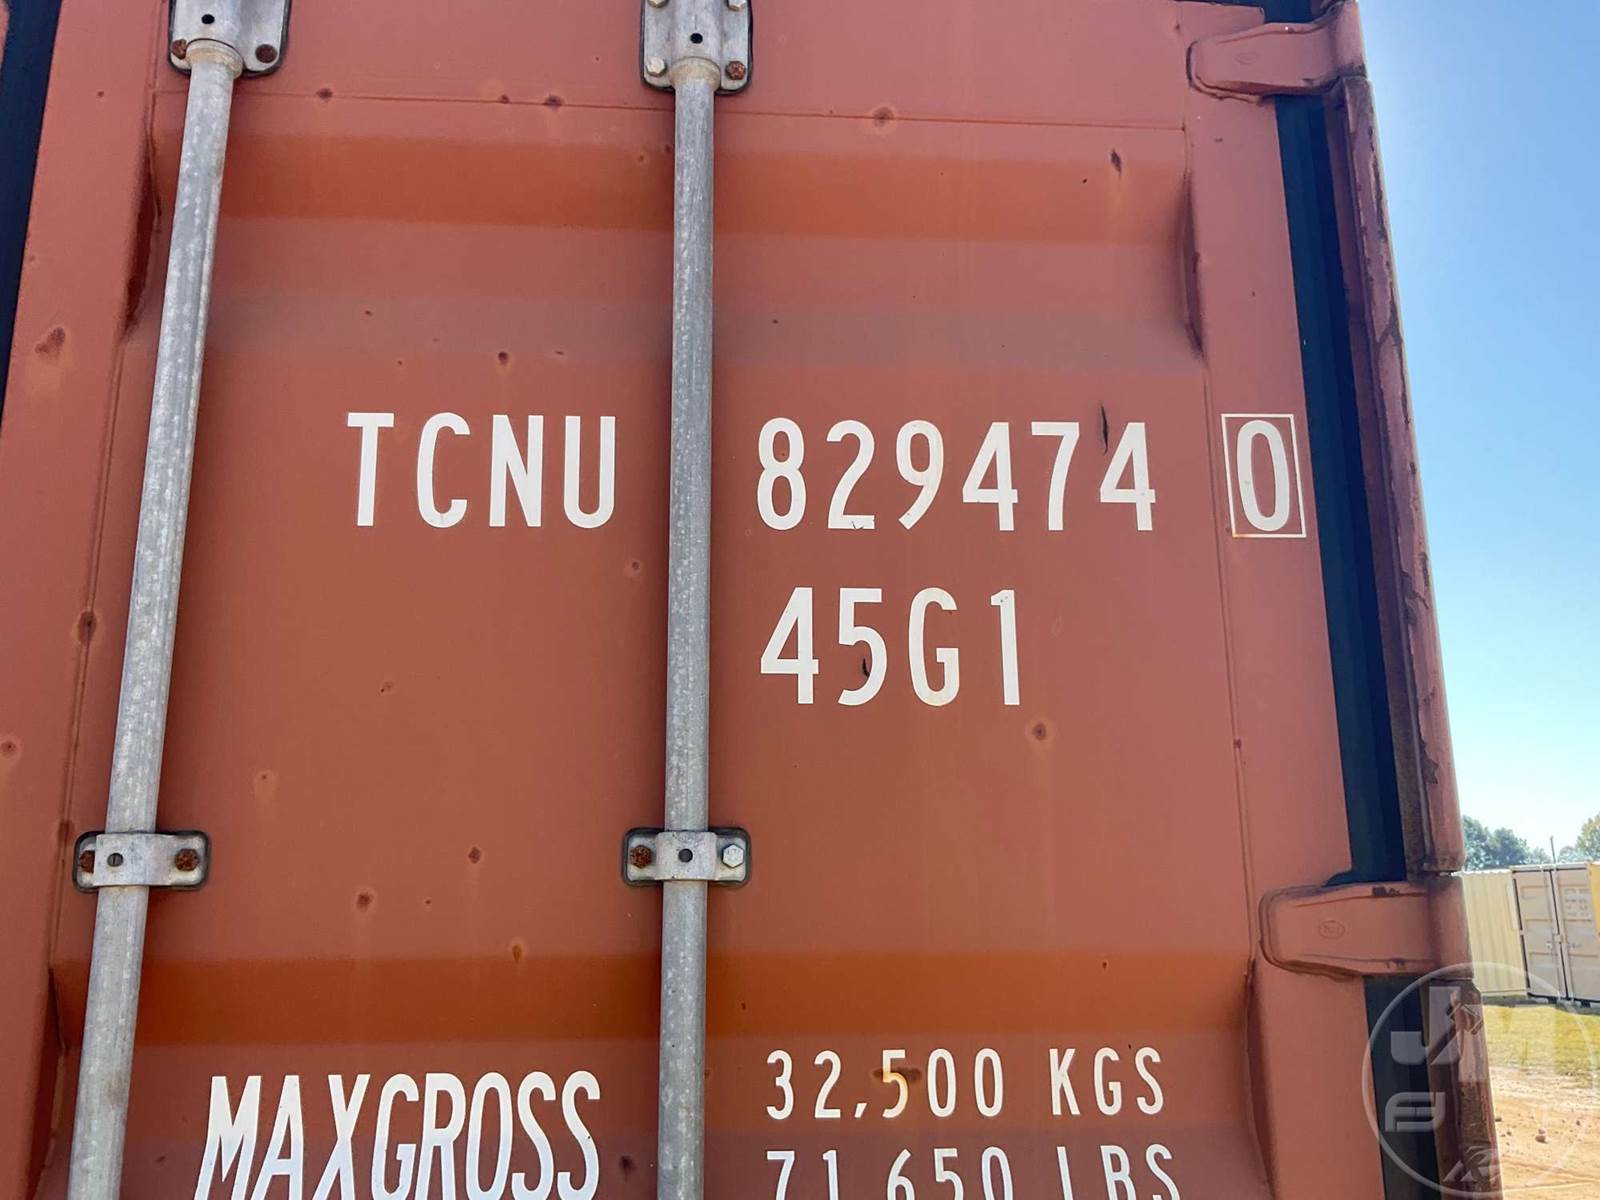 TCNU 829474 0
45G1
MAXGROSS 32,500 KGS
71,650 LBS